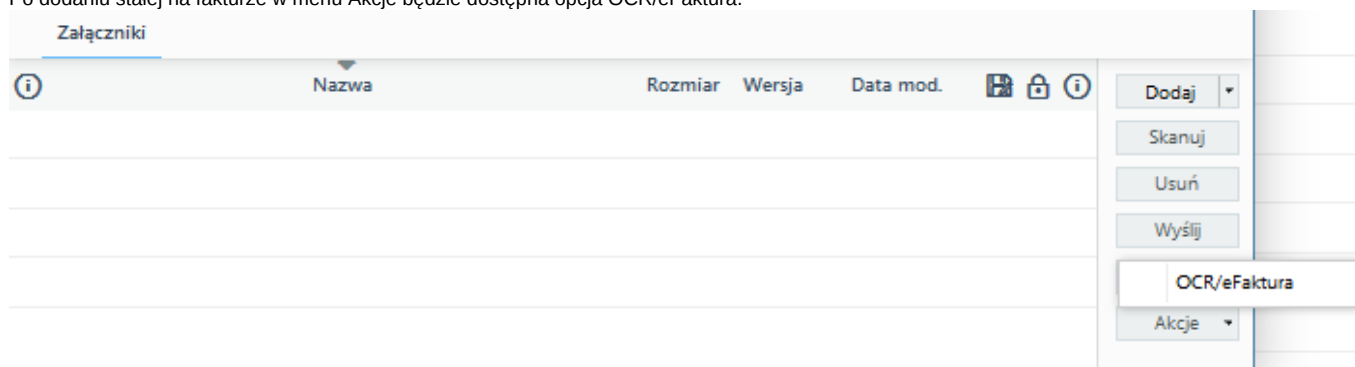 Po dodaniu stałej na fakturze w menu Akcje będzie dostępna opcja OCR/eFaktura.
Załączniki
Nazwa Rozmiar Wersja Data mod.
Dodaj
Skanuj
Usuń
Wyślij
OCR/eFaktura
Akcje